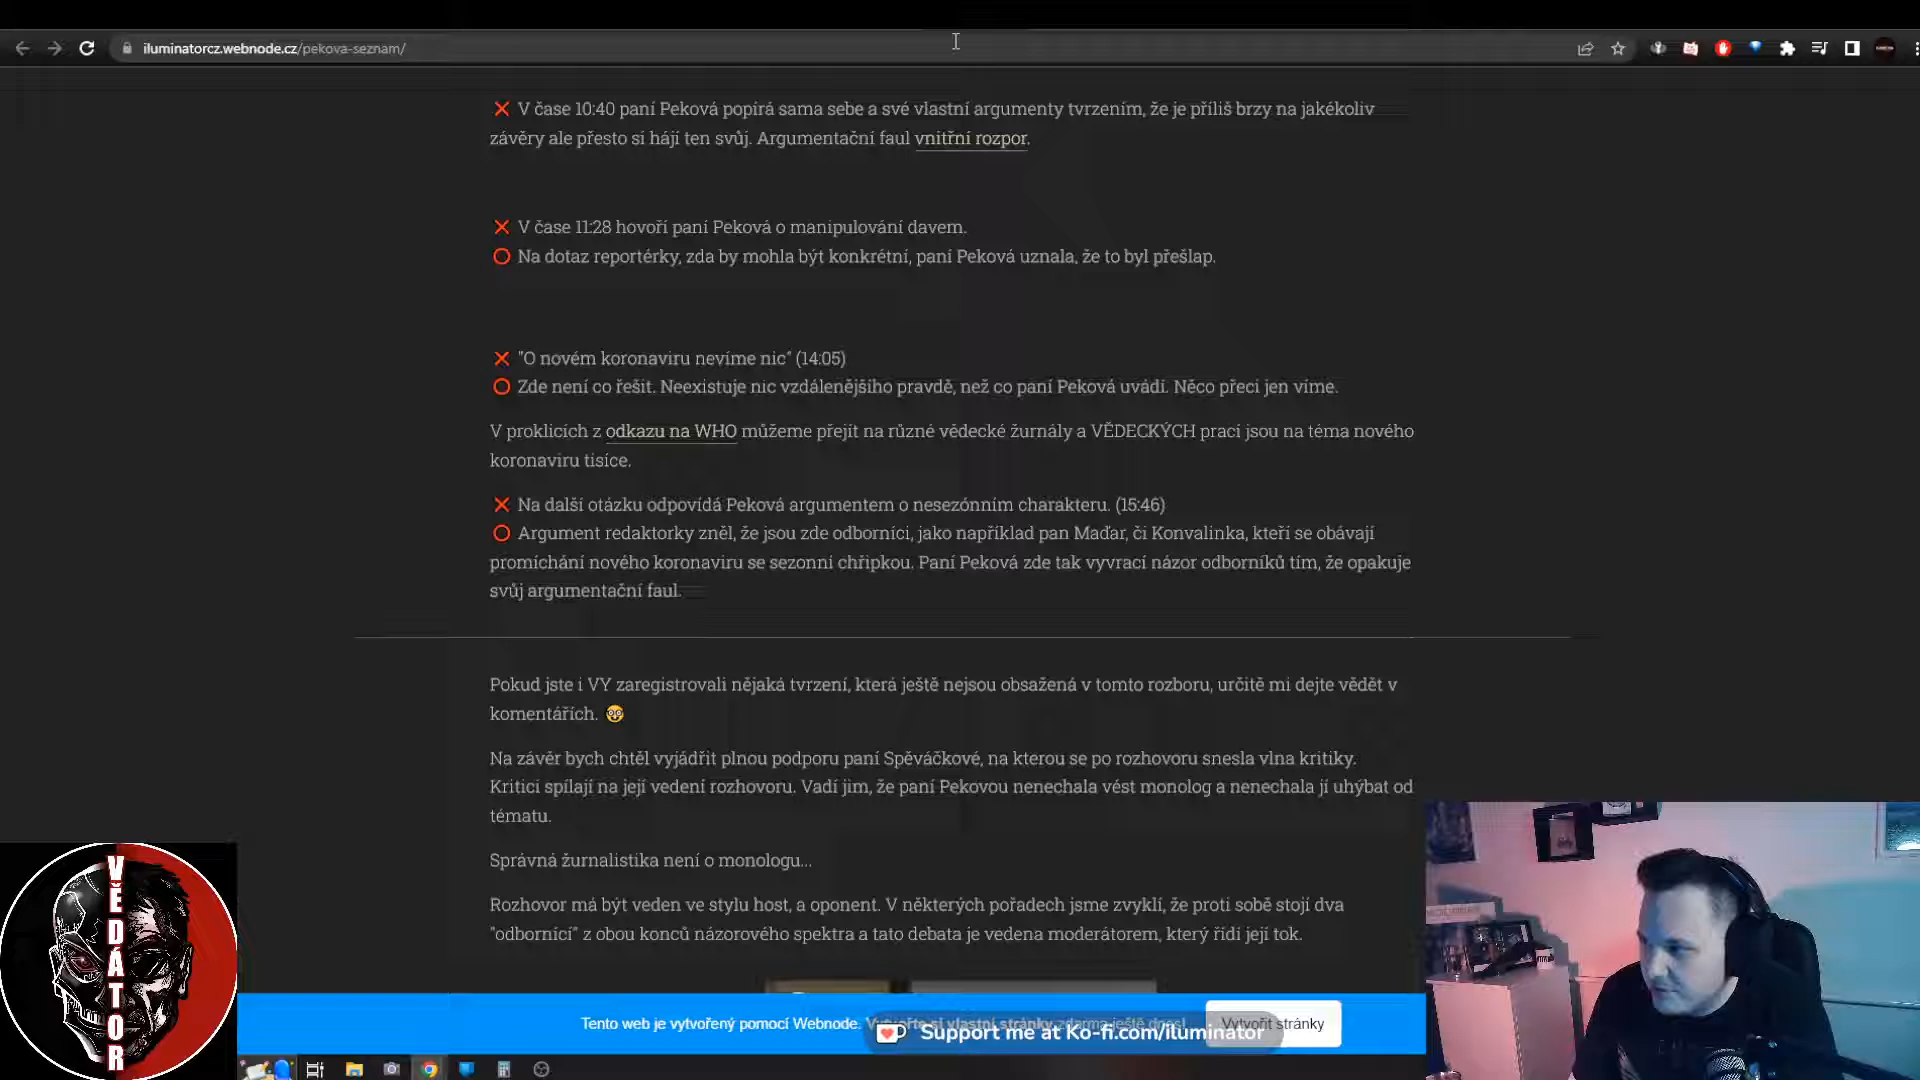 iluminatorcz.webnode.cz/pekova-seznam/
❌ V čase 10:40 paní Peková popírá sama sebe a své vlastní argumenty tvrzením, že je příliš brzy na jakékoliv
závěry ale přesto si hájí ten svůj. Argumentační faul vnitřní rozpor.
❌ V čase 11:28 hovoří paní Peková o manipulování davem.
⭕ Na dotaz reportérky, zda by mohla být konkrétní, paní Peková uznala, že to byl přešlap.
❌ "O novém koronaviru nevíme nic" (14:05)
⭕ Zde není co řešit. Neexistuje nic vzdálenějšího pravdě, než co paní Peková uvádí. Něco přeci jen víme.
V proklicích z odkazu na WHO můžeme přejít na různé vědecké žurnály a VĚDECKÝCH prací jsou na téma nového
koronaviru tisíce.
❌ Na další otázku odpovídá Peková argumentem o nesezónním charakteru. (15:46)
⭕ Argument redaktorky zněl, že jsou zde odborníci, jako například pan Maďar, či Konvalinka, kteří se obávají
promíchání nového koronaviru se sezonní chřipkou. Paní Peková zde tak vyvrací názor odborníků tím, že opakuje
svůj argumentační faul.
Pokud jste i VY zaregistrovali nějaká tvrzení, která ještě nejsou obsažená v tomto rozboru, určitě mi dejte vědět v
komentářích. 🤓
Na závěr bych chtěl vyjádřit plnou podporu paní Spěváčkové, na kterou se po rozhovoru snesla vlna kritiky.
Kritici spílají na její vedení rozhovoru. Vadí jim, že paní Pekovou nenechala vést monolog a nenechala jí uhýbat od
tématu.
Správná žurnalistika není o monologu...
Rozhovor má být veden ve stylu host, a oponent. V některých pořadech jsme zvyklí, že proti sobě stojí dva
"odborníci" z obou konců názorového spektra a tato debata je vedena moderátorem, který řídí její tok.
VĚDÁTOR
Tento web je vytvořený pomocí Webnode. Vytvořte si vlastní stránky zdarma ještě dnes!
Vytvořit stránky
Support me at Ko-fi.com/iluminator